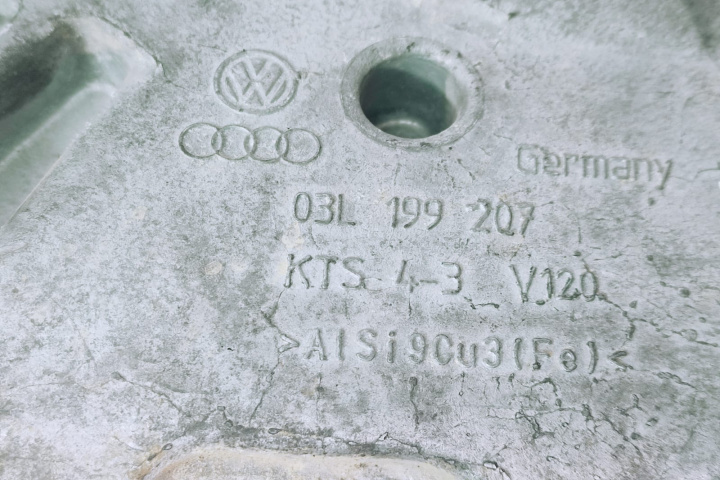 Germany
03L 199 207
KTS 4-3 V120
>AlSi9Cu3(Fe)<